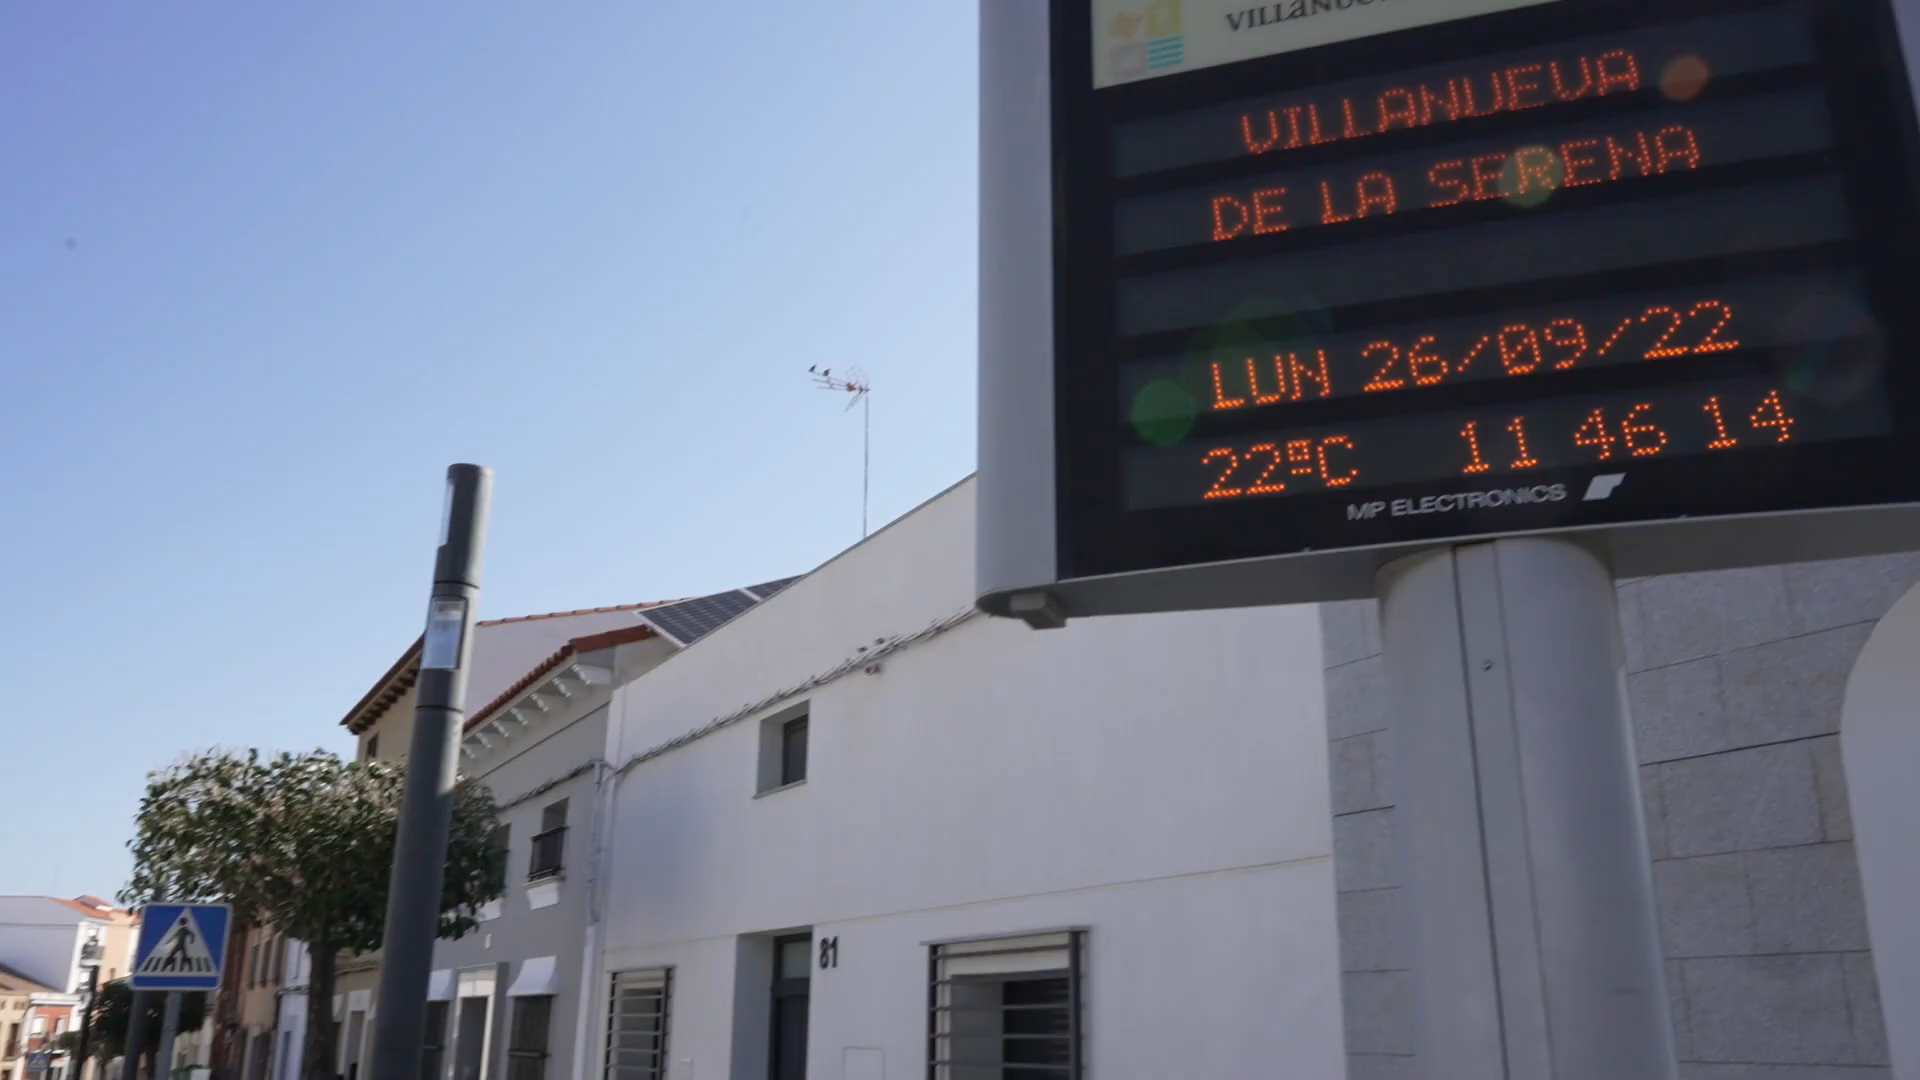 VILLANUEVA
DE LA SERENA
LUN 26/09/22
22ºC 11 46 14
MP ELECTRONICS
81